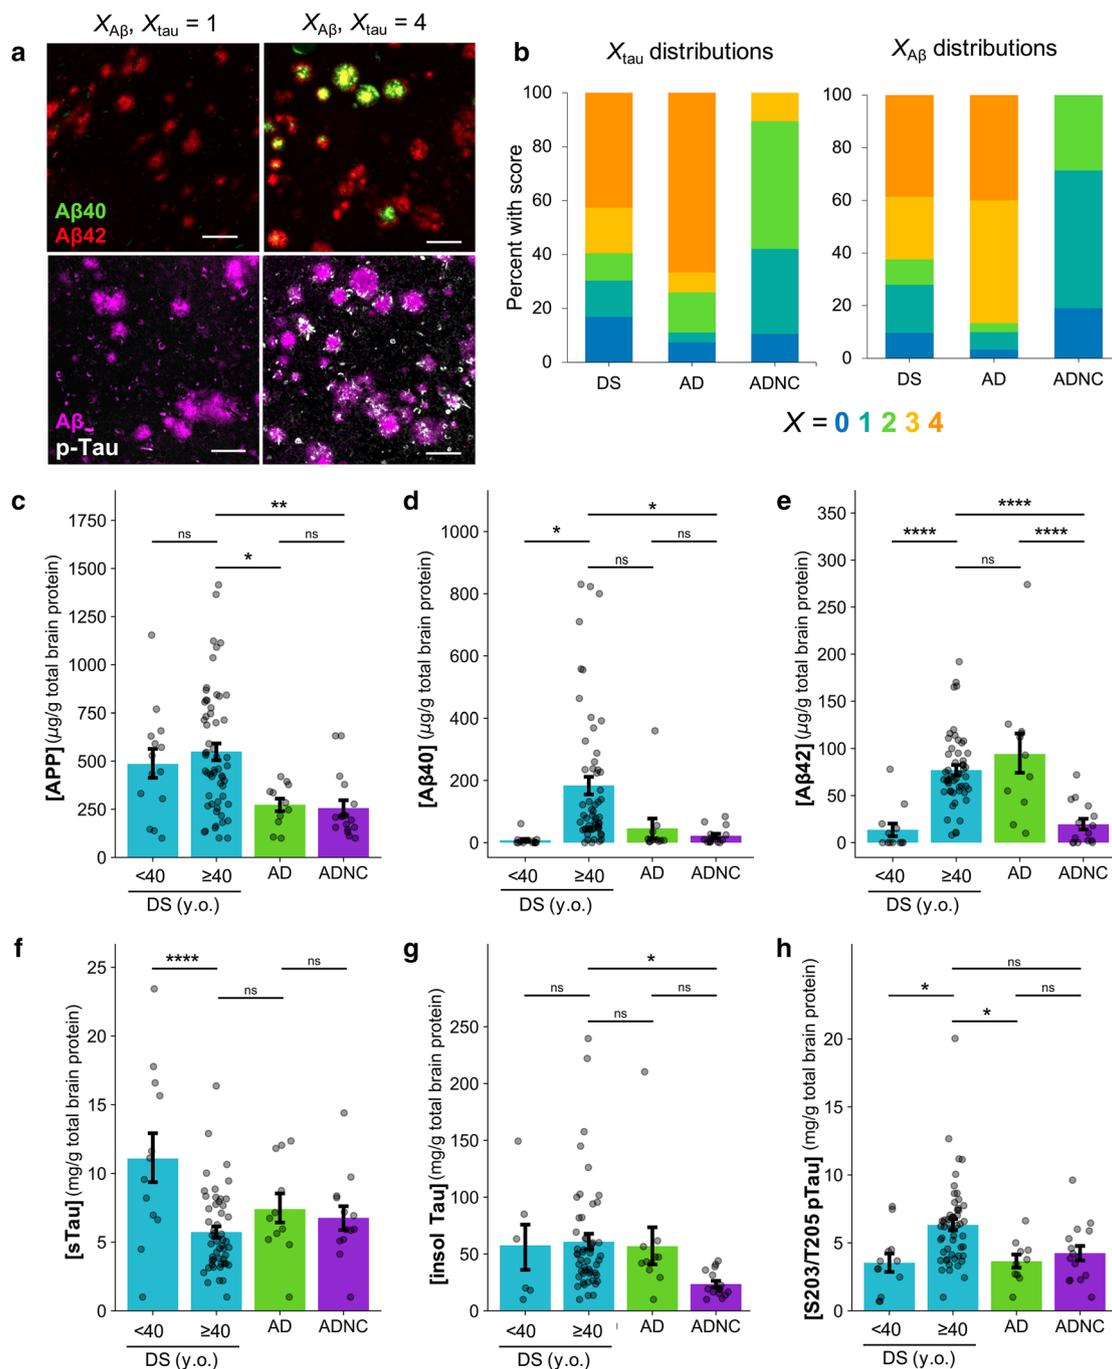 a
X_Aβ, X_tau = 1
X_Aβ, X_tau = 4
Aβ40
Aβ42
Aβ
p-Tau
b
X_tau distributions
X_Aβ distributions
Percent with score
100
80
60
40
20
0
DS AD ADNC
100
80
60
40
20
0
DS AD ADNC
X = 0 1 2 3 4
c
[APP] (µg/g total brain protein)
1750
1500
1250
1000
750
500
250
0
**
ns
ns
*
<40 ≥40 AD ADNC
DS (y.o.)
d
[Aβ40] (µg/g total brain protein)
1000
800
600
400
200
0
*
*
ns
ns
<40 ≥40 AD ADNC
DS (y.o.)
e
[Aβ42] (µg/g total brain protein)
350
300
250
200
150
100
50
0
****
****
****
ns
<40 ≥40 AD ADNC
DS (y.o.)
f
[sTau] (mg/g total brain protein)
25
20
15
10
5
0
****
ns
ns
<40 ≥40 AD ADNC
DS (y.o.)
g
[insol Tau] (mg/g total brain protein)
250
200
150
100
50
0
*
ns
ns
ns
<40 ≥40 AD ADNC
DS (y.o.)
h
[S203/T205 pTau] (mg/g total brain protein)
20
15
10
5
0
ns
*
ns
*
<40 ≥40 AD ADNC
DS (y.o.)